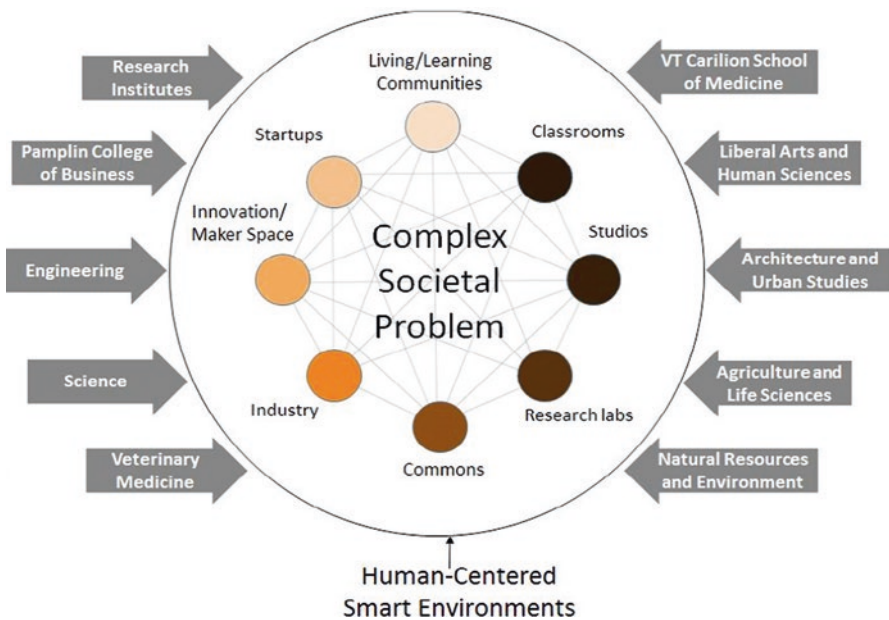 Research
Institutes
Pamplin College
of Business
Engineering
Science
Veterinary
Medicine
Living/Learning
Communities
Startups
Classrooms
Innovation/
Maker Space
Studios
Complex
Societal
Problem
Industry
Research labs
Commons
VT Carilion School
of Medicine
Liberal Arts and
Human Sciences
Architecture and
Urban Studies
Agriculture and
Life Sciences
Natural Resources
and Environment
Human-Centered
Smart Environments